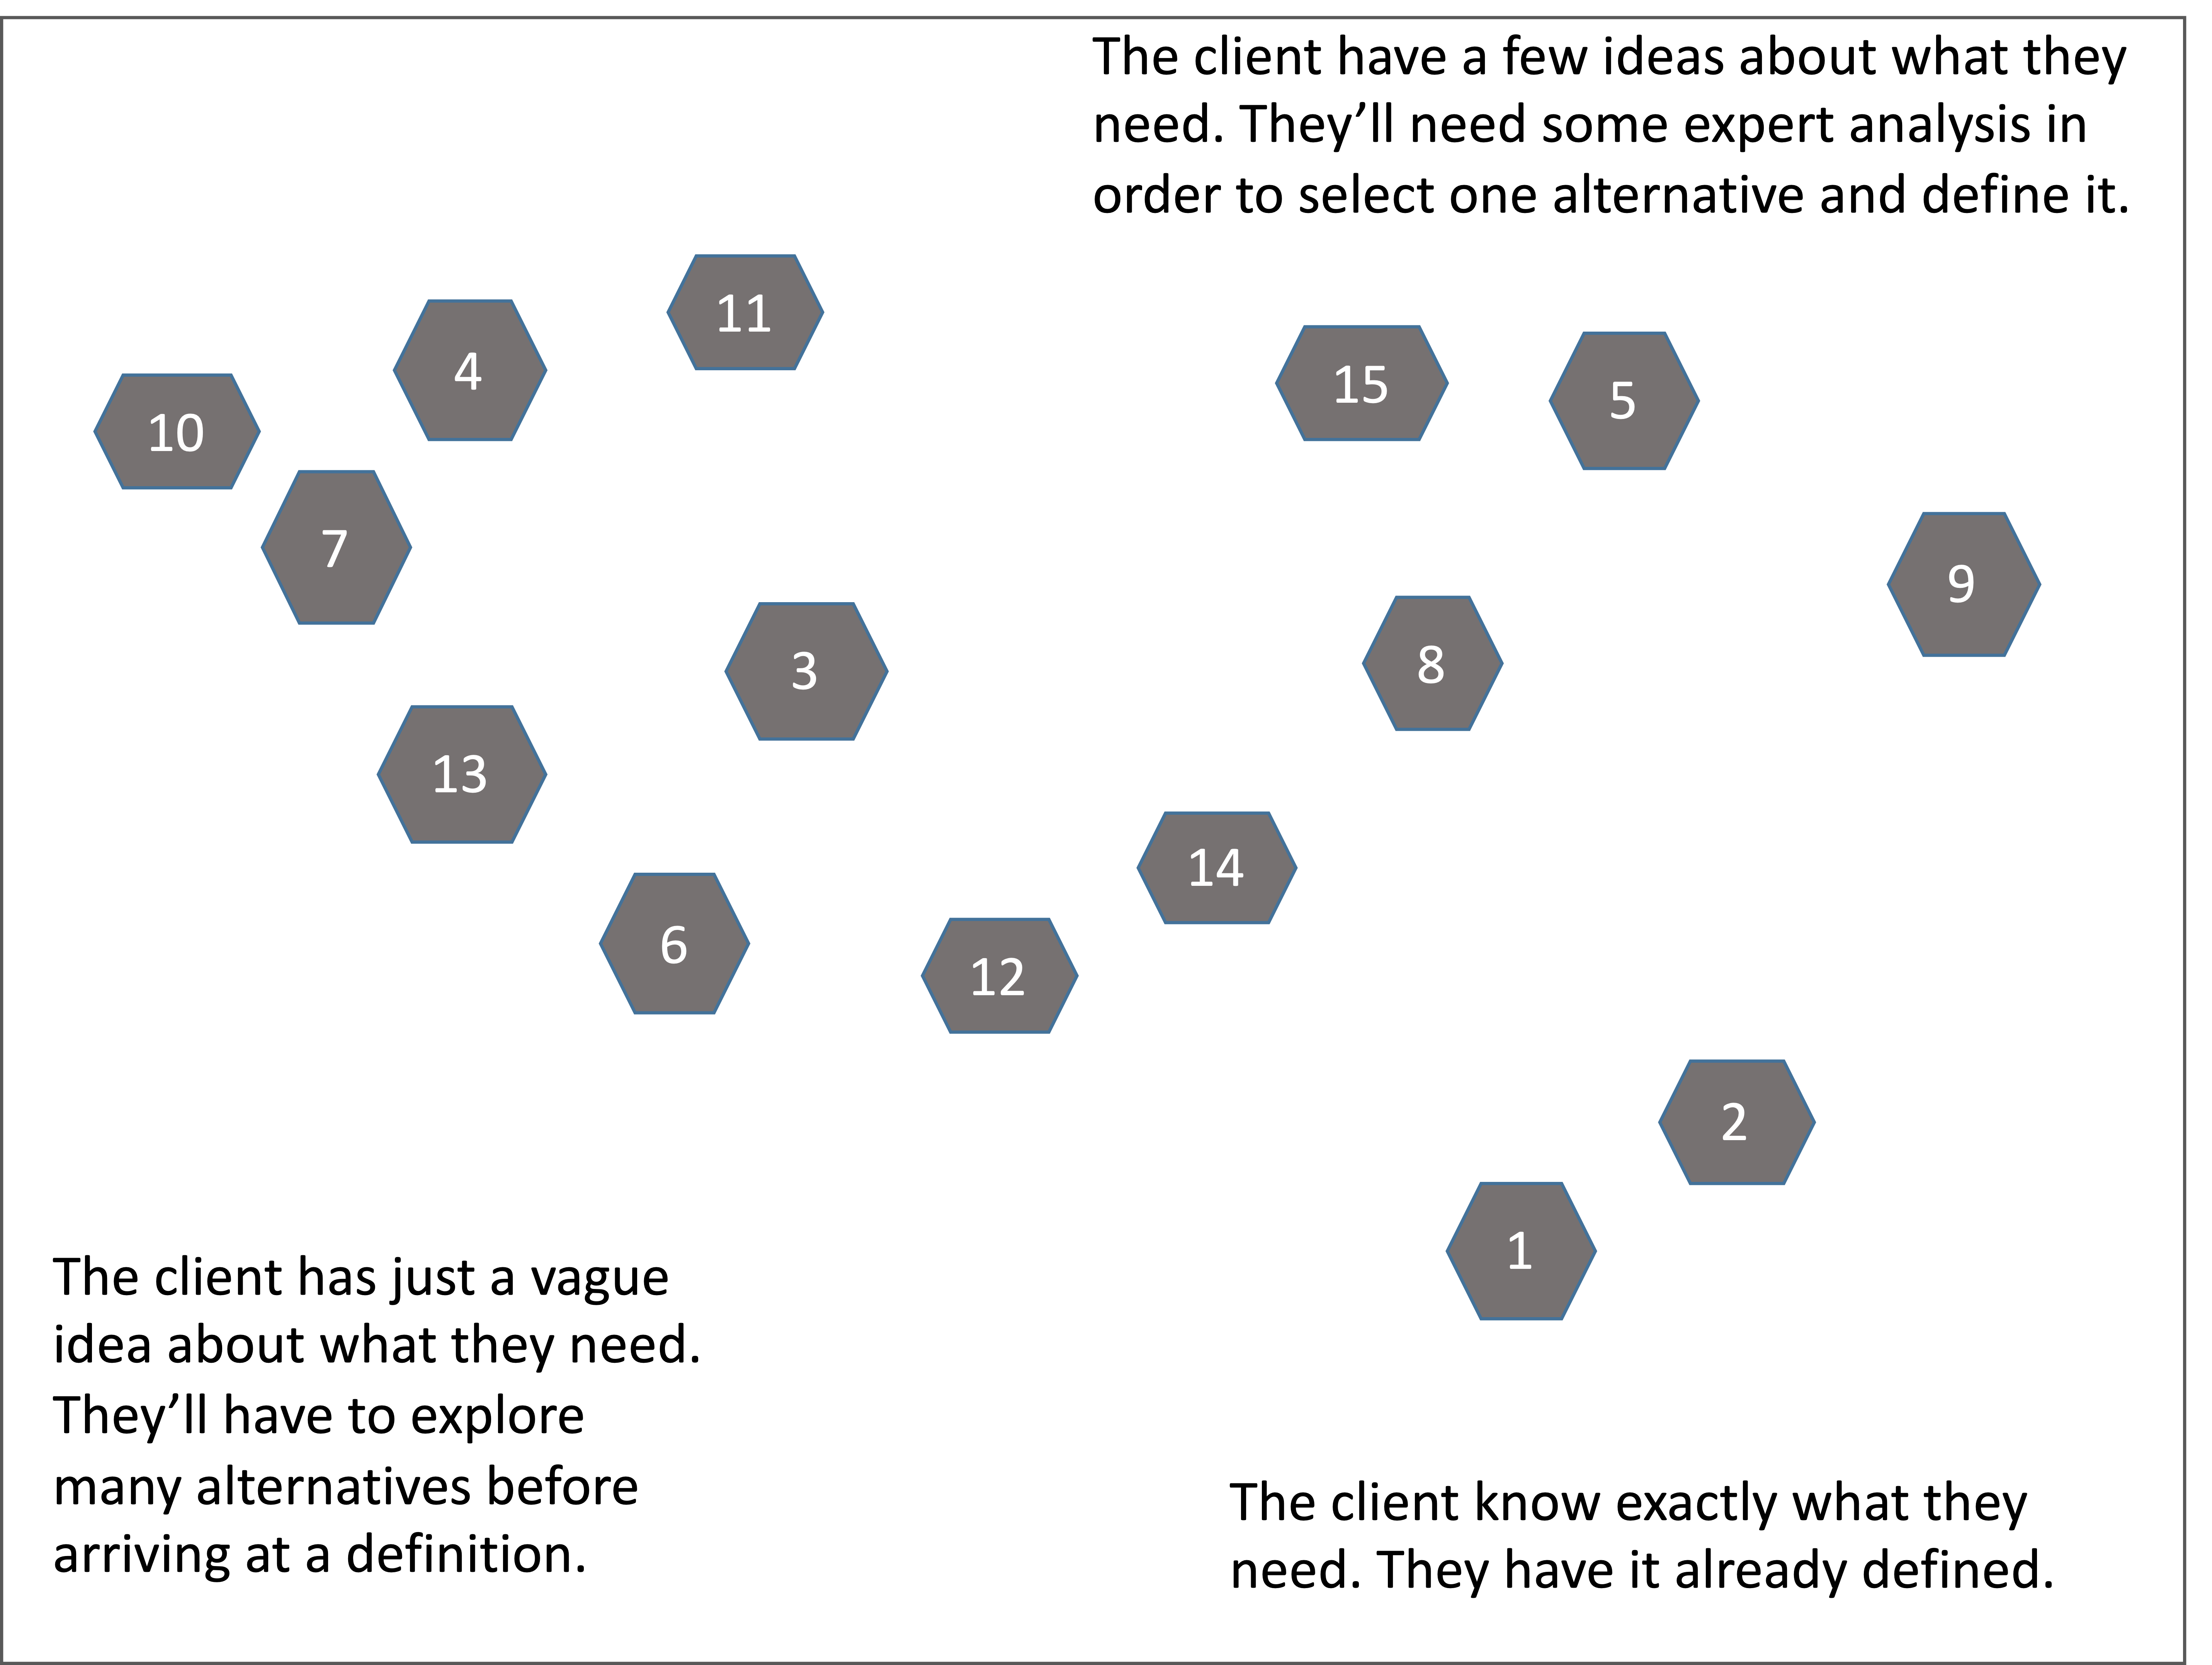 The client have a few ideas about what they
need. They’ll need some expert analysis in
order to select one alternative and define it.
11
4
15
5
10
7
9
3
8
13
14
6
12
2
1
The client has just a vague
idea about what they need.
They’ll have to explore
many alternatives before
arriving at a definition.
The client know exactly what they
need. They have it already defined.